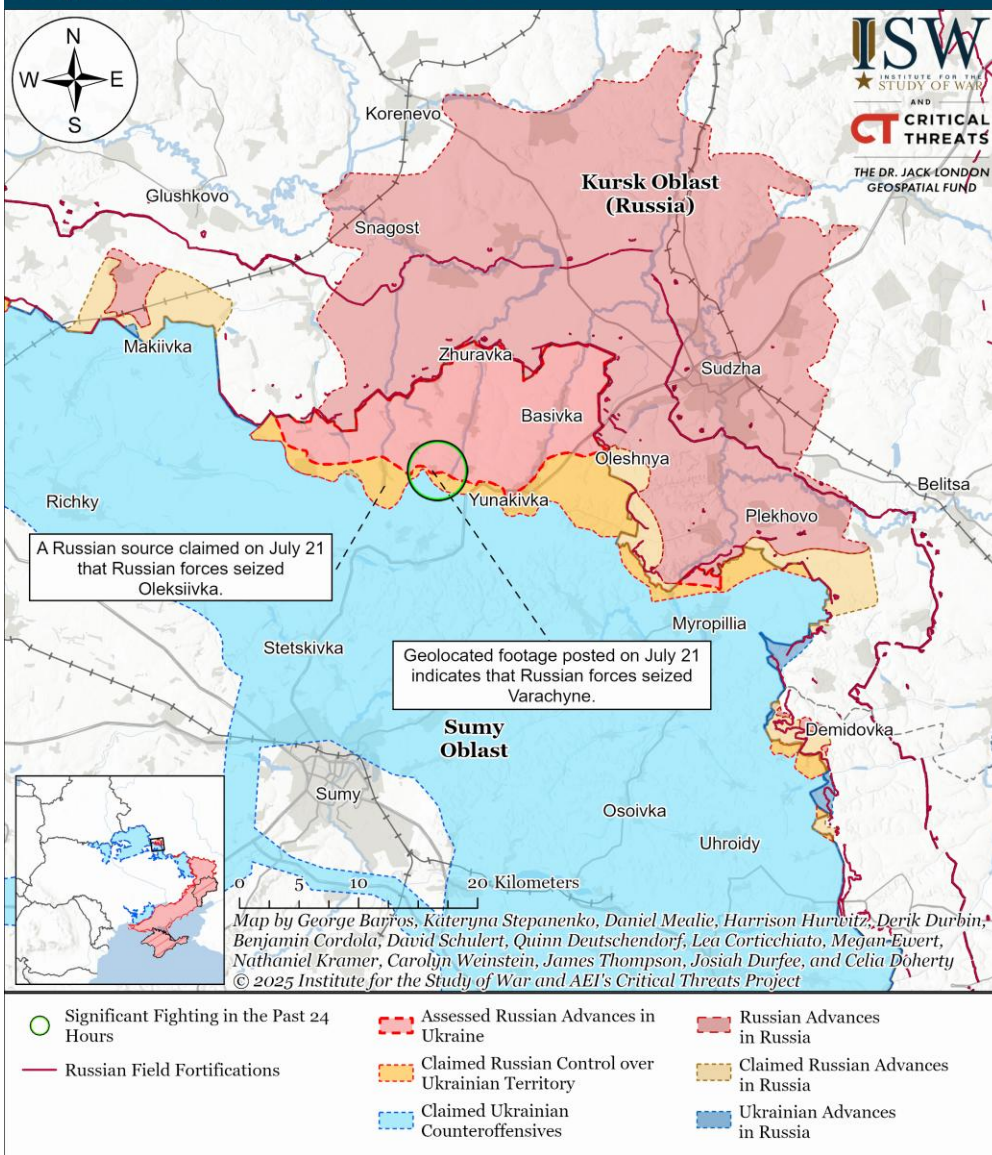 N
W E
S
ISW
INSTITUTE FOR THE
STUDY OF WAR
AND
CT CRITICAL
THREATS
THE DR. JACK LONDON
GEOSPATIAL FUND
Korenevo
Glushkovo
Kursk Oblast
(Russia)
Snagost
Makiivka
Zhuravka
Sudzha
Basivka
Oleshnya
Belitsa
Richky
Yunakivka
Plekhovo
A Russian source claimed on July 21
that Russian forces seized
Oleksiivka.
Myropillia
Stetskivka
Geolocated footage posted on July 21
indicates that Russian forces seized
Varachyne.
Sumy
Oblast
Demidovka
Sumy
Osoivka
Uhroidy
0 5 10 20 Kilometers
Map by George Barros, Kateryna Stepanenko, Daniel Mealie, Harrison Hurwitz, Derik Durbin,
Benjamin Cordola, David Schulert, Quinn Deutschendorf, Lea Corticchiato, Megan Ewert,
Nathaniel Kramer, Carolyn Weinstein, James Thompson, Josiah Durfee, and Celia Doherty
© 2025 Institute for the Study of War and AEI's Critical Threats Project
Significant Fighting in the Past 24
Hours
Russian Field Fortifications
Assessed Russian Advances in
Ukraine
Claimed Russian Control over
Ukrainian Territory
Claimed Ukrainian
Counteroffensives
Russian Advances
in Russia
Claimed Russian Advances
in Russia
Ukrainian Advances
in Russia